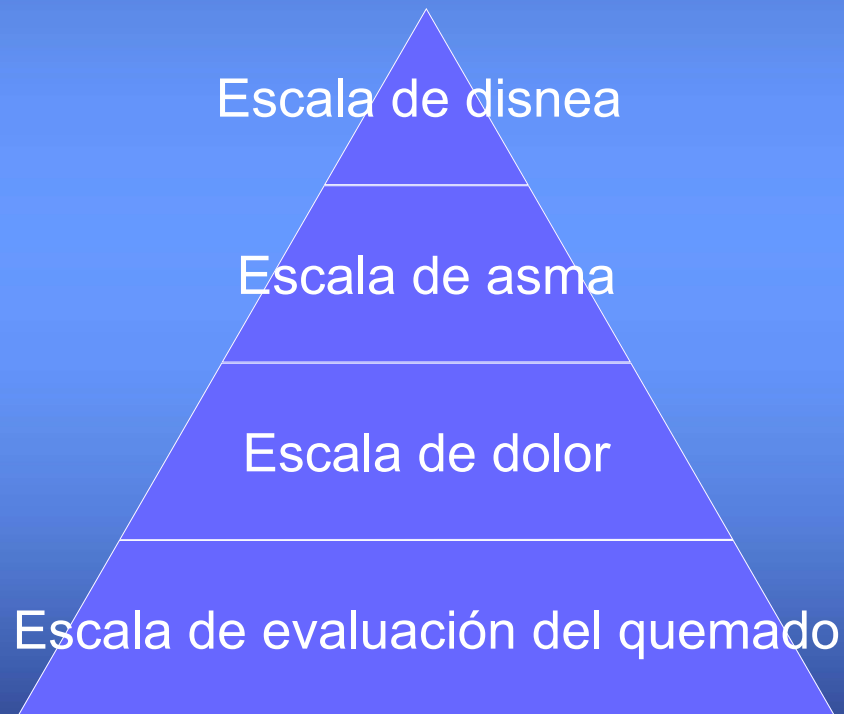 Escala de disnea
Escala de asma
Escala de dolor
Escala de evaluación del quemado